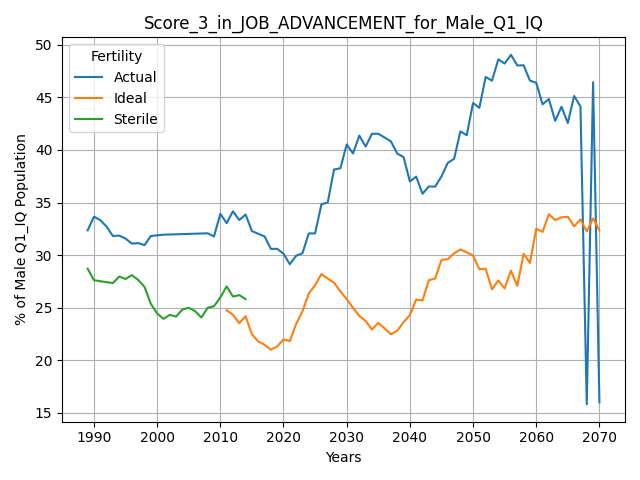 Score_3_in_JOB_ADVANCEMENT_for_Male_Q1_IQ
Fertility
Actual
Ideal
Sterile
% of Male Q1_IQ Population
50
45
40
35
30
25
20
15
1990 2000 2010 2020 2030 2040 2050 2060 2070
Years